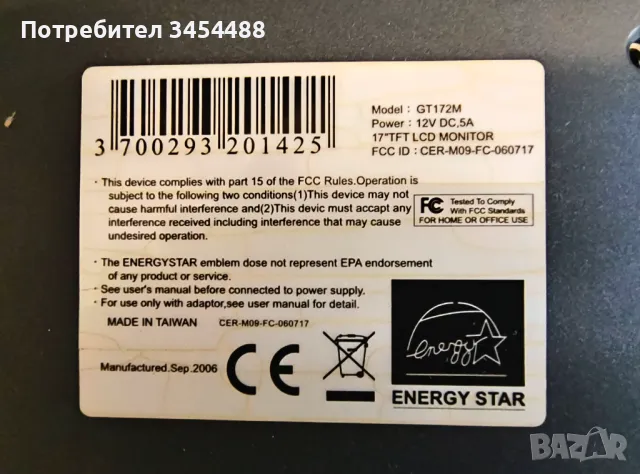 Потребител 3454488
Model : GT172M
Power : 12V DC,5A
17"TFT LCD MONITOR
FCC ID : CER-M09-FC-060717
3 700293 201425
· This device complies with part 15 of the FCC Rules.Operation is
subject to the following two conditions(1)This device may not
cause harmful interference and(2)This devic must accept any
interference received including interference that may cause
undesired operation.
FC Tested To Comply
With FCC Standards
FOR HOME OR OFFICE USE
· The ENERGYSTAR emblem dose not represent EPA endorsement
of any product or service.
· See user's manual before connected to power supply.
· For use only with adaptor,see user manual for detail.
MADE IN TAIWAN CER-M09-FC-060717
Manufactured.Sep.2006
CE
energy
ENERGY STAR
BAZAR